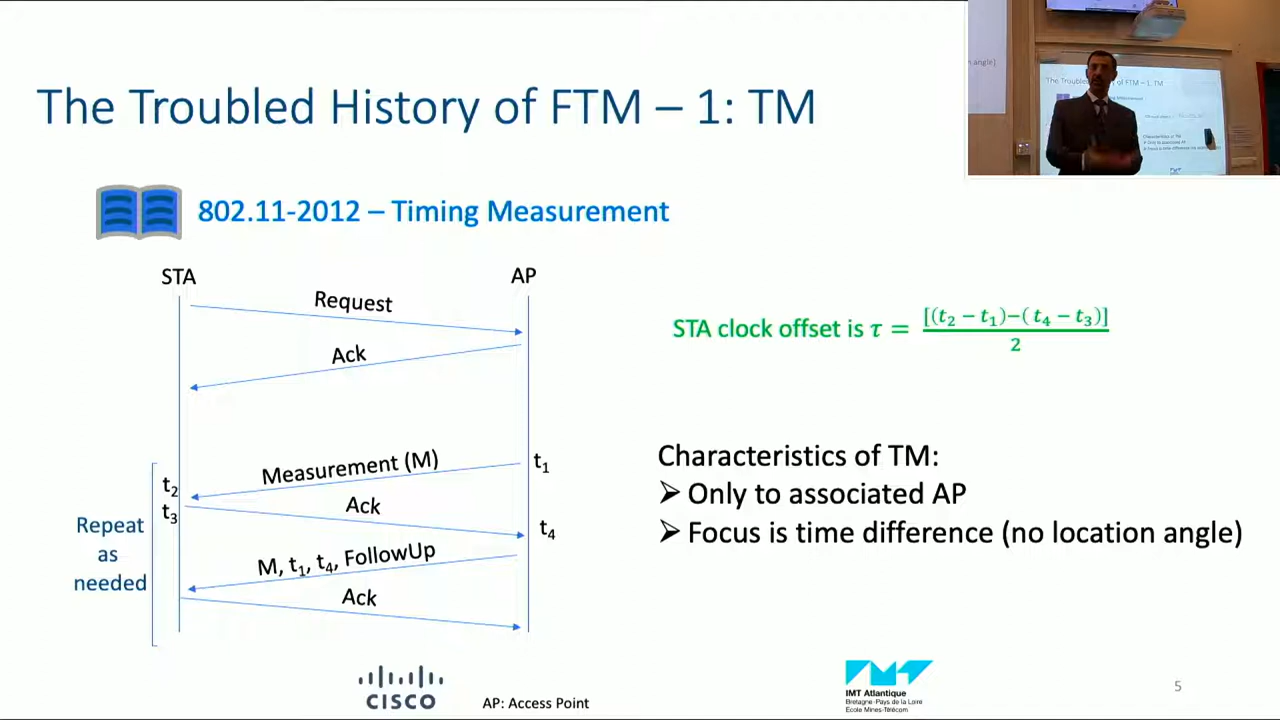 The Troubled History of FTM – 1: TM
802.11-2012 – Timing Measurement
STA
AP
Request
Ack
STA clock offset is τ = [(t₂ − t₁)−( t₄ − t₃)] / 2
Measurement (M)
t₁
t₂
t₃
Ack
t₄
Repeat
as
needed
M, t₁, t₄, FollowUp
Ack
Characteristics of TM:
➢ Only to associated AP
➢ Focus is time difference (no location angle)
CISCO
AP: Access Point
IMT Atlantique
Bretagne-Pays de la Loire
École Mines-Télécom
5